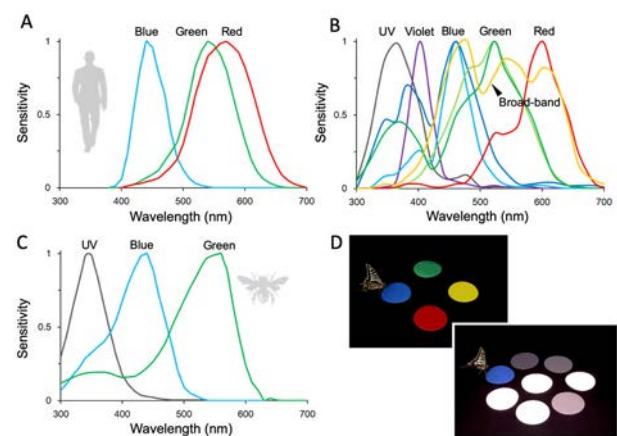 A
Blue Green Red
1
0.5
0
300 400 500 600 700
Wavelength (nm)
Sensitivity
B
UV Violet Blue Green Red
Broad-band
1
0.5
0
300 400 500 600 700
Wavelength (nm)
Sensitivity
C
UV Blue Green
1
0.5
0
300 400 500 600 700
Wavelength (nm)
Sensitivity
D